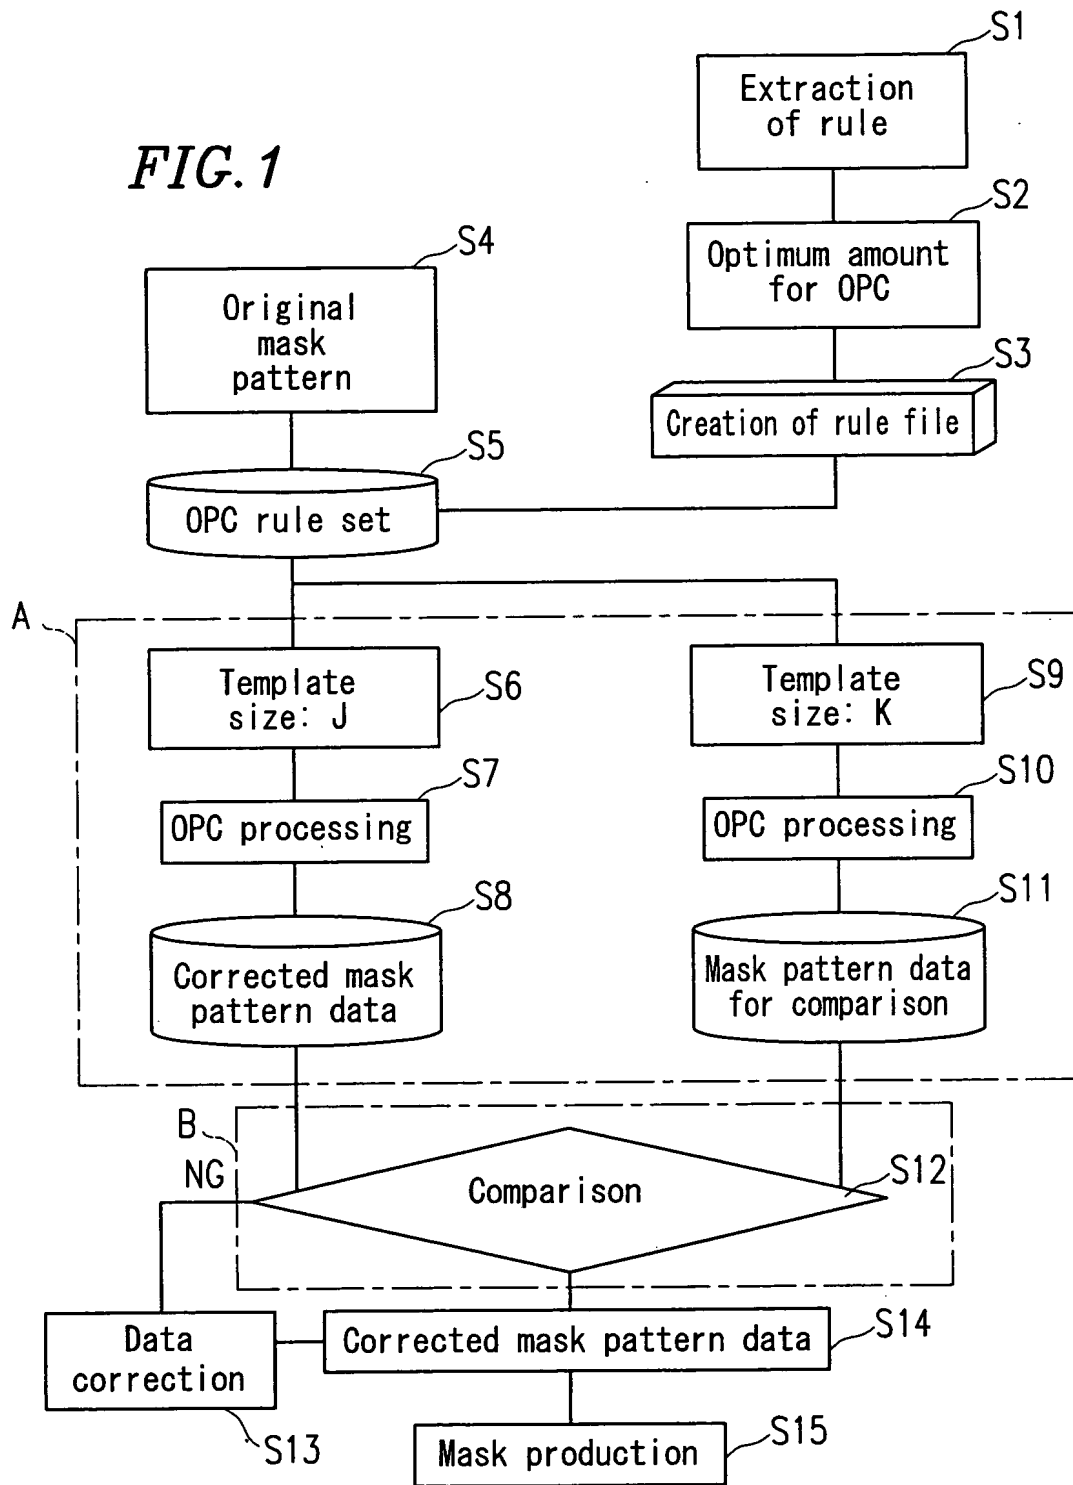 FIG. 1
S1
Extraction
of rule
S2
Optimum amount
for OPC
S3
Creation of rule file
S4
Original
mask
pattern
S5
OPC rule set
A
S6
Template
size: J
S9
Template
size: K
S7
OPC processing
S10
OPC processing
S8
Corrected mask
pattern data
S11
Mask pattern data
for comparison
B
NG
Comparison
S12
Data
correction
S13
Corrected mask pattern data
S14
Mask production
S15